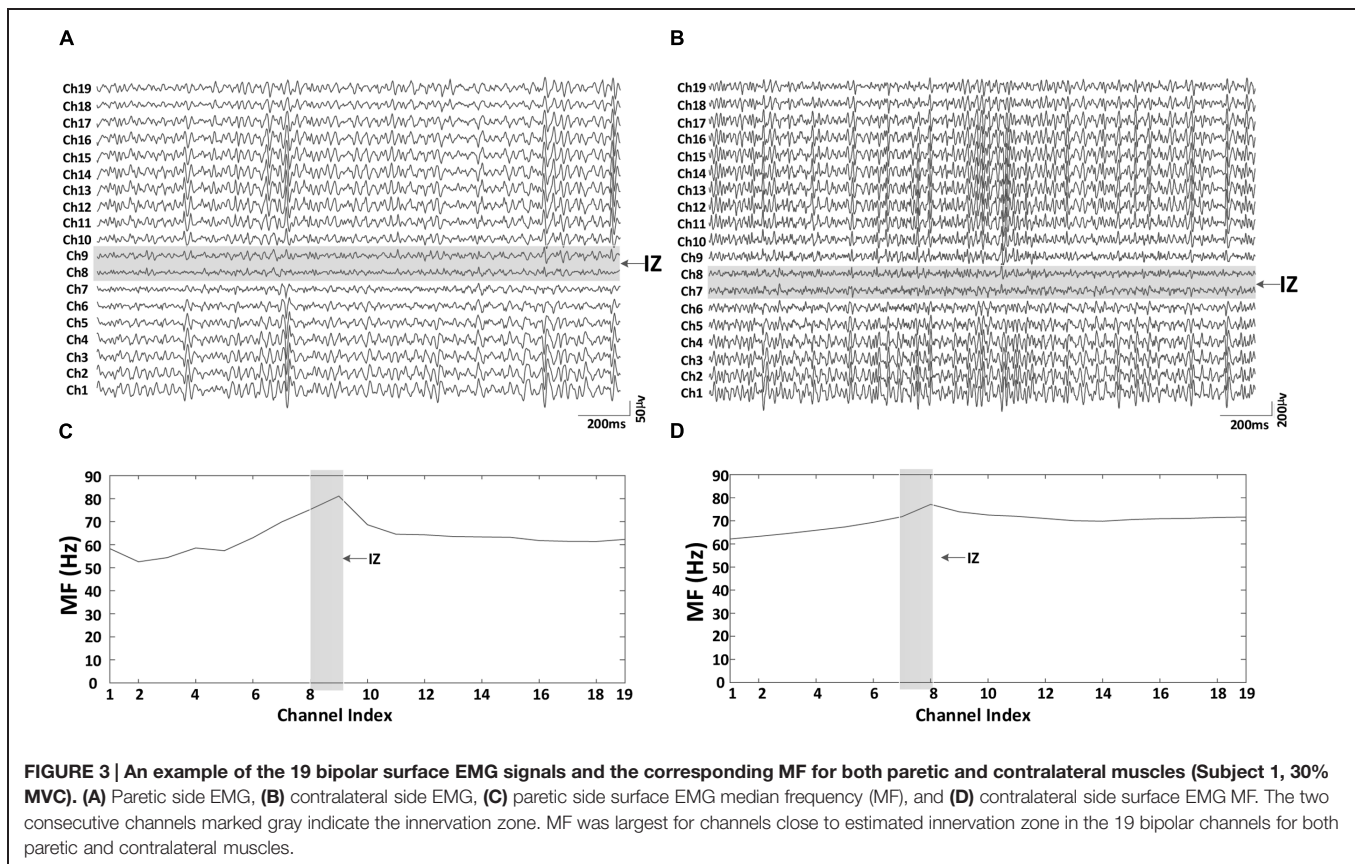 A
B
Ch19
Ch18
Ch17
Ch16
Ch15
Ch14
Ch13
Ch12
Ch11
Ch10
Ch9
Ch8
Ch7
Ch6
Ch5
Ch4
Ch3
Ch2
Ch1
IZ
200ms
50μv
Ch19
Ch18
Ch17
Ch16
Ch15
Ch14
Ch13
Ch12
Ch11
Ch10
Ch9
Ch8
Ch7
Ch6
Ch5
Ch4
Ch3
Ch2
Ch1
IZ
200ms
200μv
C
D
MF (Hz)
90
80
70
60
50
40
30
20
10
0
IZ
1 2 4 6 8 10 12 14 16 18 19
Channel Index
MF (Hz)
90
80
70
60
50
40
30
20
10
0
IZ
1 2 4 6 8 10 12 14 16 18 19
Channel Index
FIGURE 3 | An example of the 19 bipolar surface EMG signals and the corresponding MF for both paretic and contralateral muscles (Subject 1, 30%
MVC). (A) Paretic side EMG, (B) contralateral side EMG, (C) paretic side surface EMG median frequency (MF), and (D) contralateral side surface EMG MF. The two
consecutive channels marked gray indicate the innervation zone. MF was largest for channels close to estimated innervation zone in the 19 bipolar channels for both
paretic and contralateral muscles.